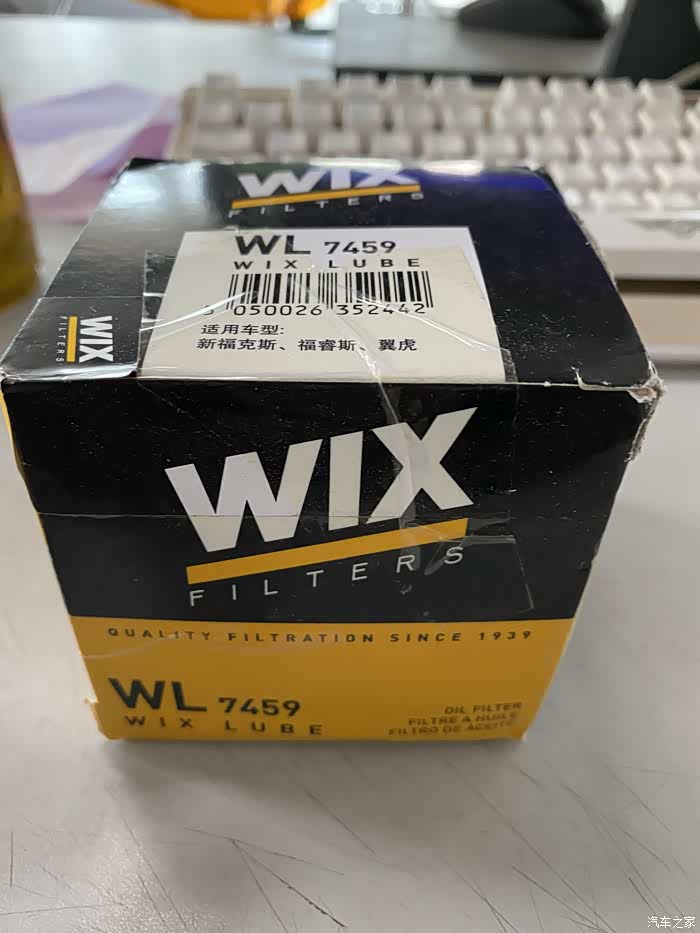 WIX
FILTERS
WL 7459
WIX LUBE
5 050026 352442
适用车型:
新福克斯、福睿斯、翼虎
WIX
FILTERS
WIX
FILTERS
QUALITY FILTRATION SINCE 1939
WL 7459
WIX LUBE
OIL FILTER
FILTRE A HUILE
FILTRO DE ACEITE
汽车之家